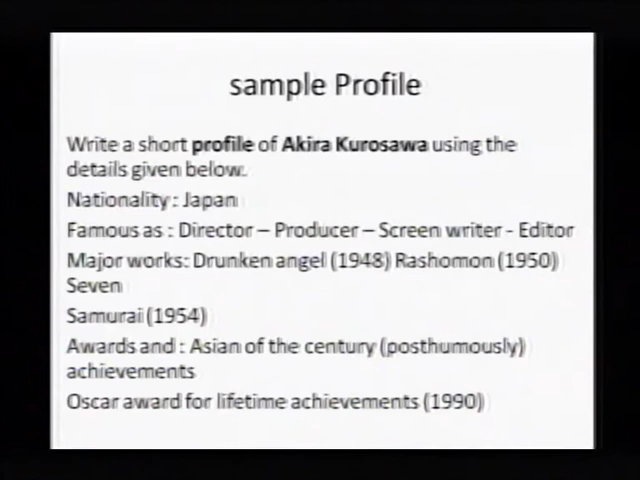 sample Profile
Write a short profile of Akira Kurosawa using the
details given below.
Nationality : Japan
Famous as : Director – Producer – Screen writer - Editor
Major works: Drunken angel (1948) Rashomon (1950)
Seven
Samurai (1954)
Awards and : Asian of the century (posthumously)
achievements
Oscar award for lifetime achievements (1990)